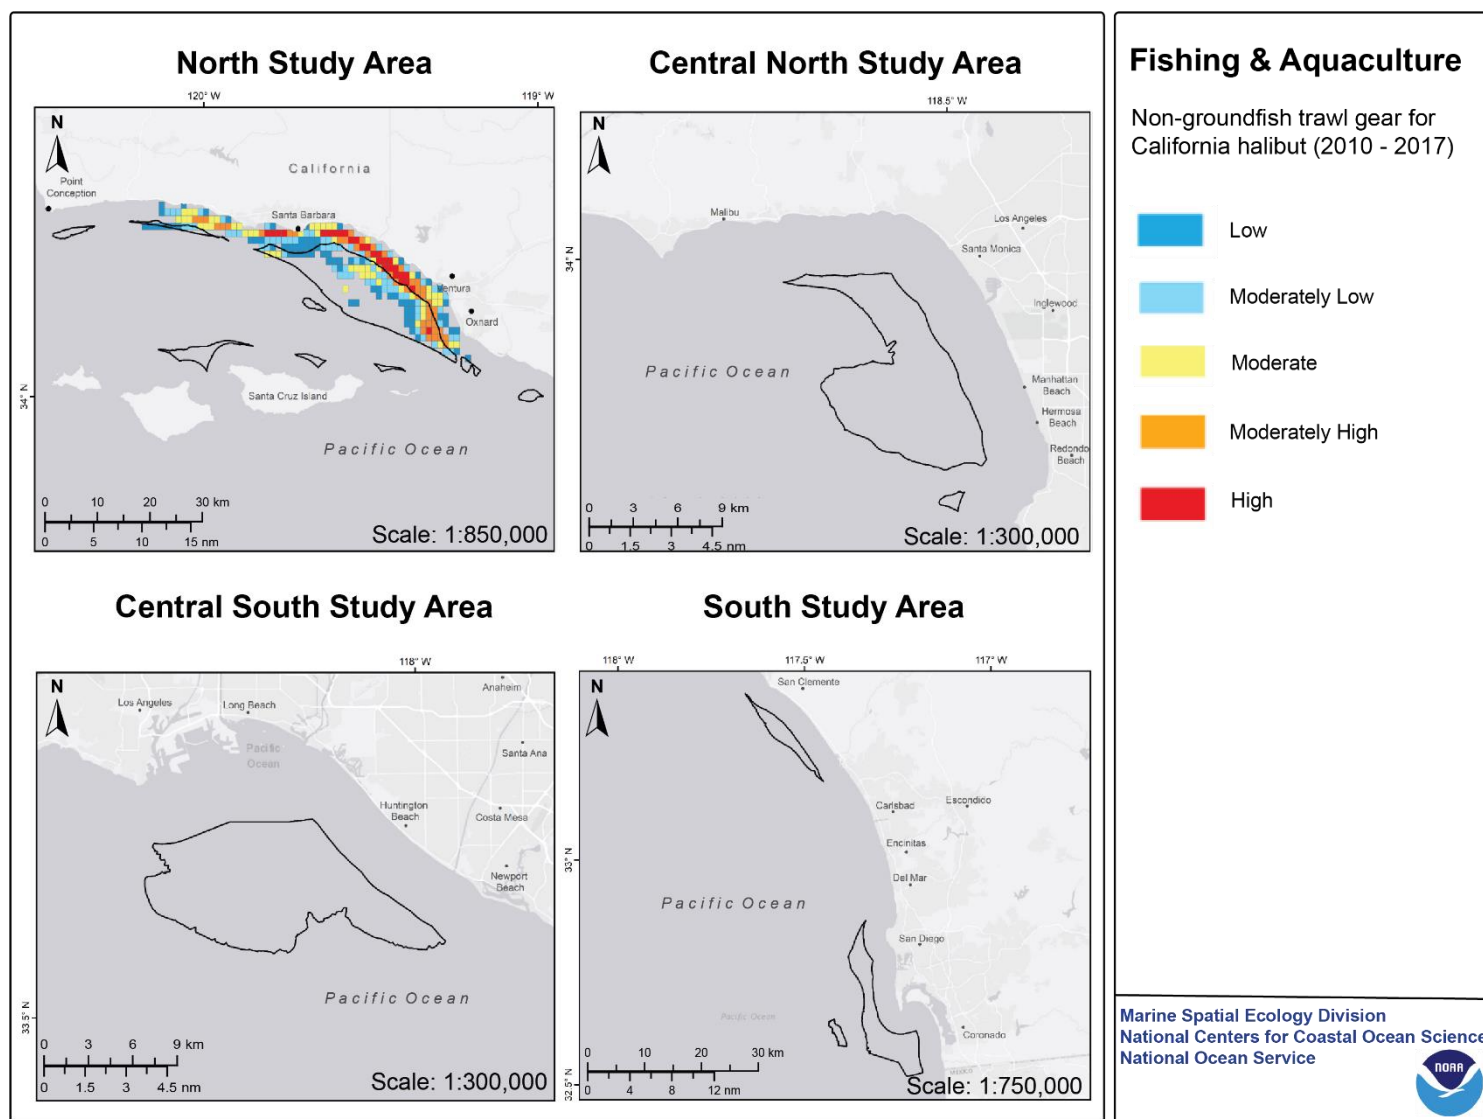 North Study Area
120° W
119° W
N
California
Point
Conception
Santa Barbara
Ventura
Oxnard
34° N
Santa Cruz Island
Pacific Ocean
0 10 20 30 km
0 5 10 15 nm
Scale: 1:850,000
Central North Study Area
118.5° W
N
Malibu
Los Angeles
Santa Monica
34° N
Inglewood
Pacific Ocean
Manhattan
Beach
Hermosa
Beach
Redondo
Beach
0 3 6 9 km
0 1.5 3 4.5 nm
Scale: 1:300,000
Central South Study Area
118° W
N
Anaheim
Los Angeles
Long Beach
Pacific
Ocean
Santa Ana
Huntington
Beach
Costa Mesa
Newport
Beach
33.5° N
Pacific Ocean
0 3 6 9 km
0 1.5 3 4.5 nm
Scale: 1:300,000
South Study Area
118° W
117.5° W
117° W
N
San Clemente
Carlsbad
Escondido
Encinitas
33° N
Del Mar
Pacific Ocean
San Diego
Pacific Ocean
Coronado
MEXICO
0 10 20 30 km
0 4 8 12 nm
32.5° N
Scale: 1:750,000
Fishing & Aquaculture
Non-groundfish trawl gear for
California halibut (2010 - 2017)
Low
Moderately Low
Moderate
Moderately High
High
Marine Spatial Ecology Division
National Centers for Coastal Ocean Science
National Ocean Service
NOAA